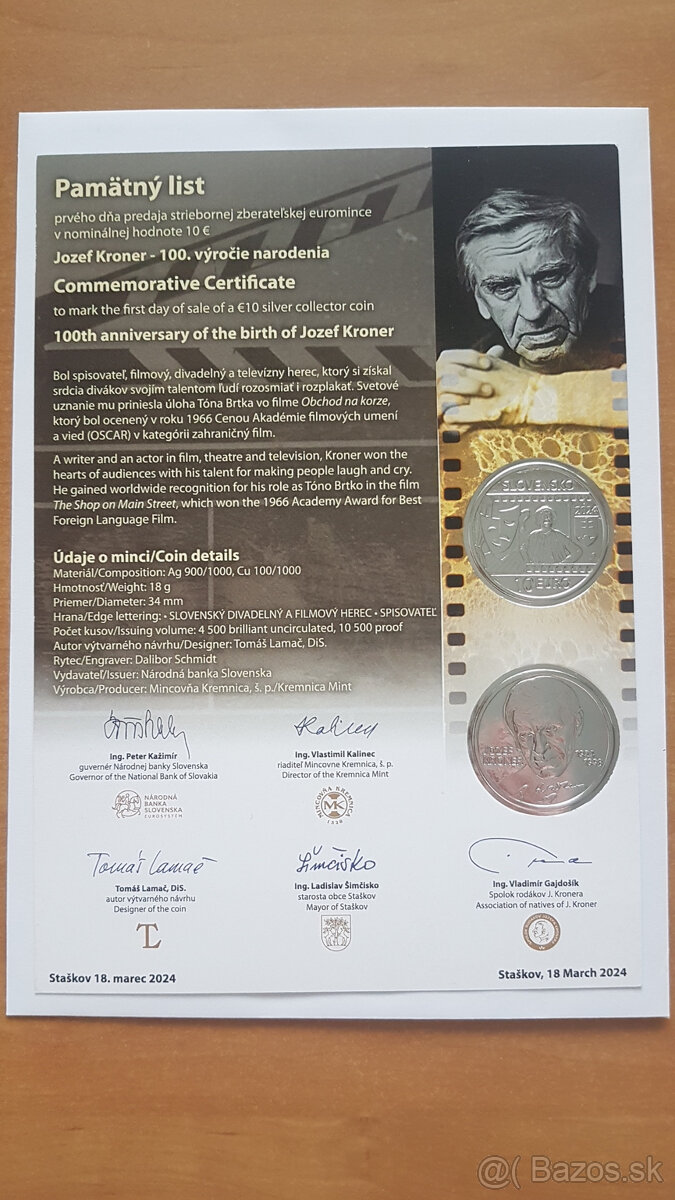 Pamätný list
prvého dňa predaja striebornej zberateľskej euromince
v nominálnej hodnote 10 €
Jozef Kroner - 100. výročie narodenia
Commemorative Certificate
to mark the first day of sale of a €10 silver collector coin
100th anniversary of the birth of Jozef Kroner
Bol spisovateľ, filmový, divadelný a televízny herec, ktorý si získal
srdcia divákov svojím talentom ľudí rozosmiať i rozplakať. Svetové
uznanie mu priniesla úloha Tóna Brtka vo filme Obchod na korze,
ktorý bol ocenený v roku 1966 Cenou Akadémie filmových umení
a vied (OSCAR) v kategórii zahraničný film.
A writer and an actor in film, theatre and television, Kroner won the
hearts of audiences with his talent for making people laugh and cry.
He gained worldwide recognition for his role as Tóno Brtko in the film
The Shop on Main Street, which won the 1966 Academy Award for Best
Foreign Language Film.
Údaje o minci/Coin details
Materiál/Composition: Ag 900/1000, Cu 100/1000
Hmotnosť/Weight: 18 g
Priemer/Diameter: 34 mm
Hrana/Edge lettering: • SLOVENSKÝ DIVADELNÝ A FILMOVÝ HEREC • SPISOVATEĽ
Počet kusov/Issuing volume: 4 500 brilliant uncirculated, 10 500 proof
Autor výtvarného návrhu/Designer: Tomáš Lamač, DiS.
Rytec/Engraver: Dalibor Schmidt
Vydavateľ/Issuer: Národná banka Slovenska
Výrobca/Producer: Mincovňa Kremnica, š. p./Kremnica Mint
SLOVENSKO
2024
10 EURO
JOZEF
KRONER
1924
1998
Kalinec
Ing. Peter Kažimír
guvernér Národnej banky Slovenska
Governor of the National Bank of Slovakia
NÁRODNÁ
BANKA
SLOVENSKA
EUROSYSTÉM
Ing. Vlastimil Kalinec
riaditeľ Mincovne Kremnica, š. p.
Director of the Kremnica Mint
MINCOVŇA KREMNICA
MK
1328
Tomáš Lamač
Tomáš Lamač, DiS.
autor výtvarného návrhu
Designer of the coin
TL
Šimčisko
Ing. Ladislav Šimčisko
starosta obce Staškov
Mayor of Staškov
Ing. Vladimír Gajdošík
Spolok rodákov J. Kronera
Association of natives of J. Kroner
Staškov 18. marec 2024
Staškov, 18 March 2024
@( Bazos.sk